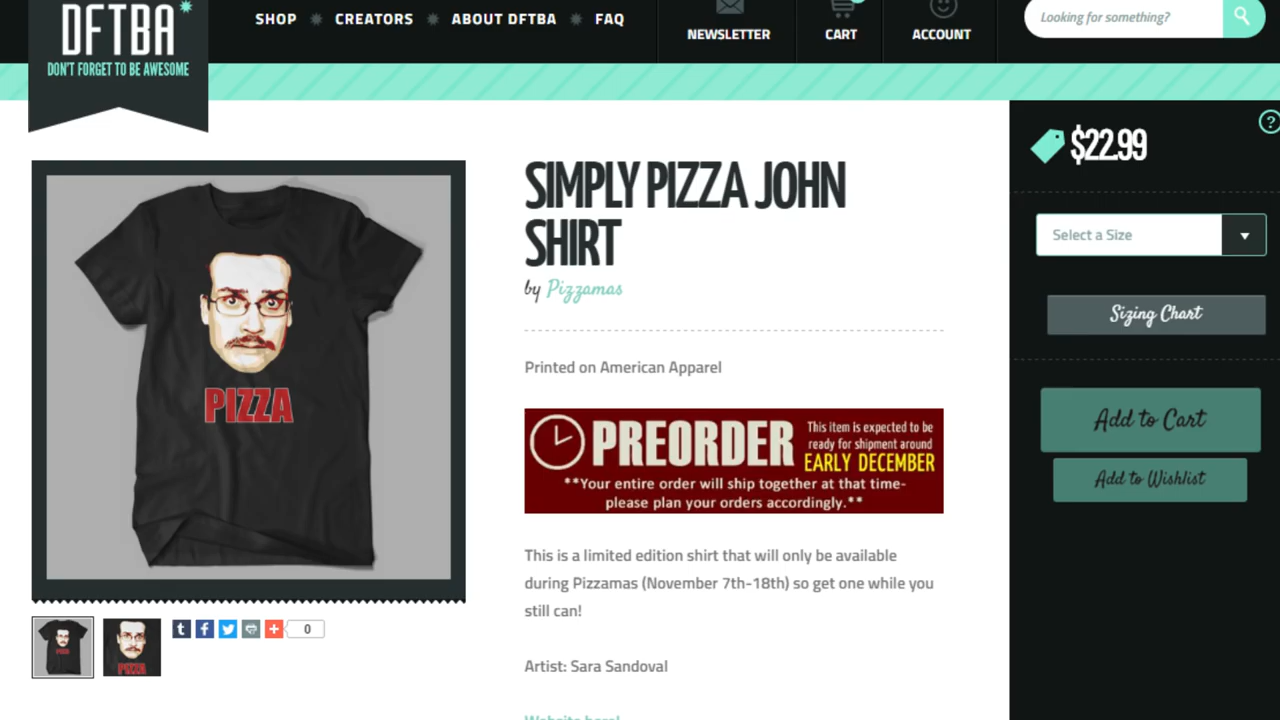 DFTBA
DON'T FORGET TO BE AWESOME
SHOP
CREATORS
ABOUT DFTBA
FAQ
NEWSLETTER
CART
ACCOUNT
Looking for something?
PIZZA
SIMPLY PIZZA JOHN
SHIRT
by Pizzamas
Printed on American Apparel
PREORDER
This item is expected to be
ready for shipment around
EARLY DECEMBER
**Your entire order will ship together at that time-
please plan your orders accordingly.**
This is a limited edition shirt that will only be available
during Pizzamas (November 7th-18th) so get one while you
still can!
Artist: Sara Sandoval
Website here!
$22.99
?
Select a Size
Sizing Chart
Add to Cart
Add to Wishlist
PIZZA
t
f
+
0